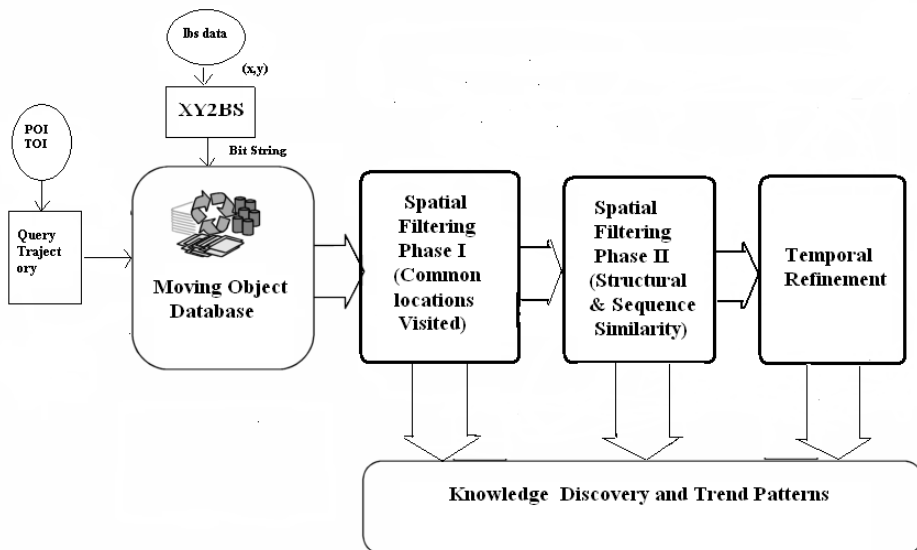 lbs data
(x,y)
XY2BS
Bit String
POI
TOI
Query
Traject
ory
Moving Object
Database
Spatial
Filtering
Phase I
(Common
locations
Visited)
Spatial
Filtering
Phase II
(Structural
& Sequence
Similarity)
Temporal
Refinement
Knowledge Discovery and Trend Patterns